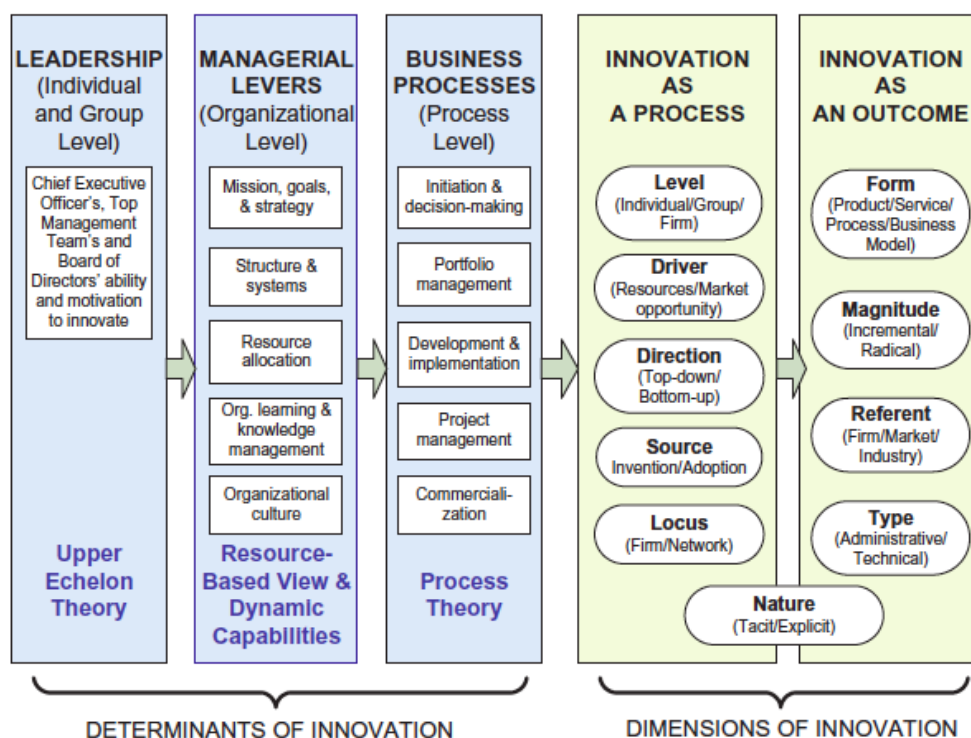 LEADERSHIP
(Individual
and Group
Level)
Chief Executive
Officer's, Top
Management
Team's and
Board of
Directors' ability
and motivation
to innovate
Upper
Echelon
Theory
MANAGERIAL
LEVERS
(Organizational
Level)
Mission, goals,
& strategy
Structure &
systems
Resource
allocation
Org. learning &
knowledge
management
Organizational
culture
Resource-
Based View &
Dynamic
Capabilities
BUSINESS
PROCESSES
(Process
Level)
Initiation &
decision-making
Portfolio
management
Development &
implementation
Project
management
Commerciali-
zation
Process
Theory
INNOVATION
AS
A PROCESS
Level
(Individual/Group/
Firm)
Driver
(Resources/Market
opportunity)
Direction
(Top-down/
Bottom-up)
Source
Invention/Adoption
Locus
(Firm/Network)
INNOVATION
AS
AN OUTCOME
Form
(Product/Service/
Process/Business
Model)
Magnitude
(Incremental/
Radical)
Referent
(Firm/Market/
Industry)
Type
(Administrative/
Technical)
Nature
(Tacit/Explicit)
DETERMINANTS OF INNOVATION
DIMENSIONS OF INNOVATION